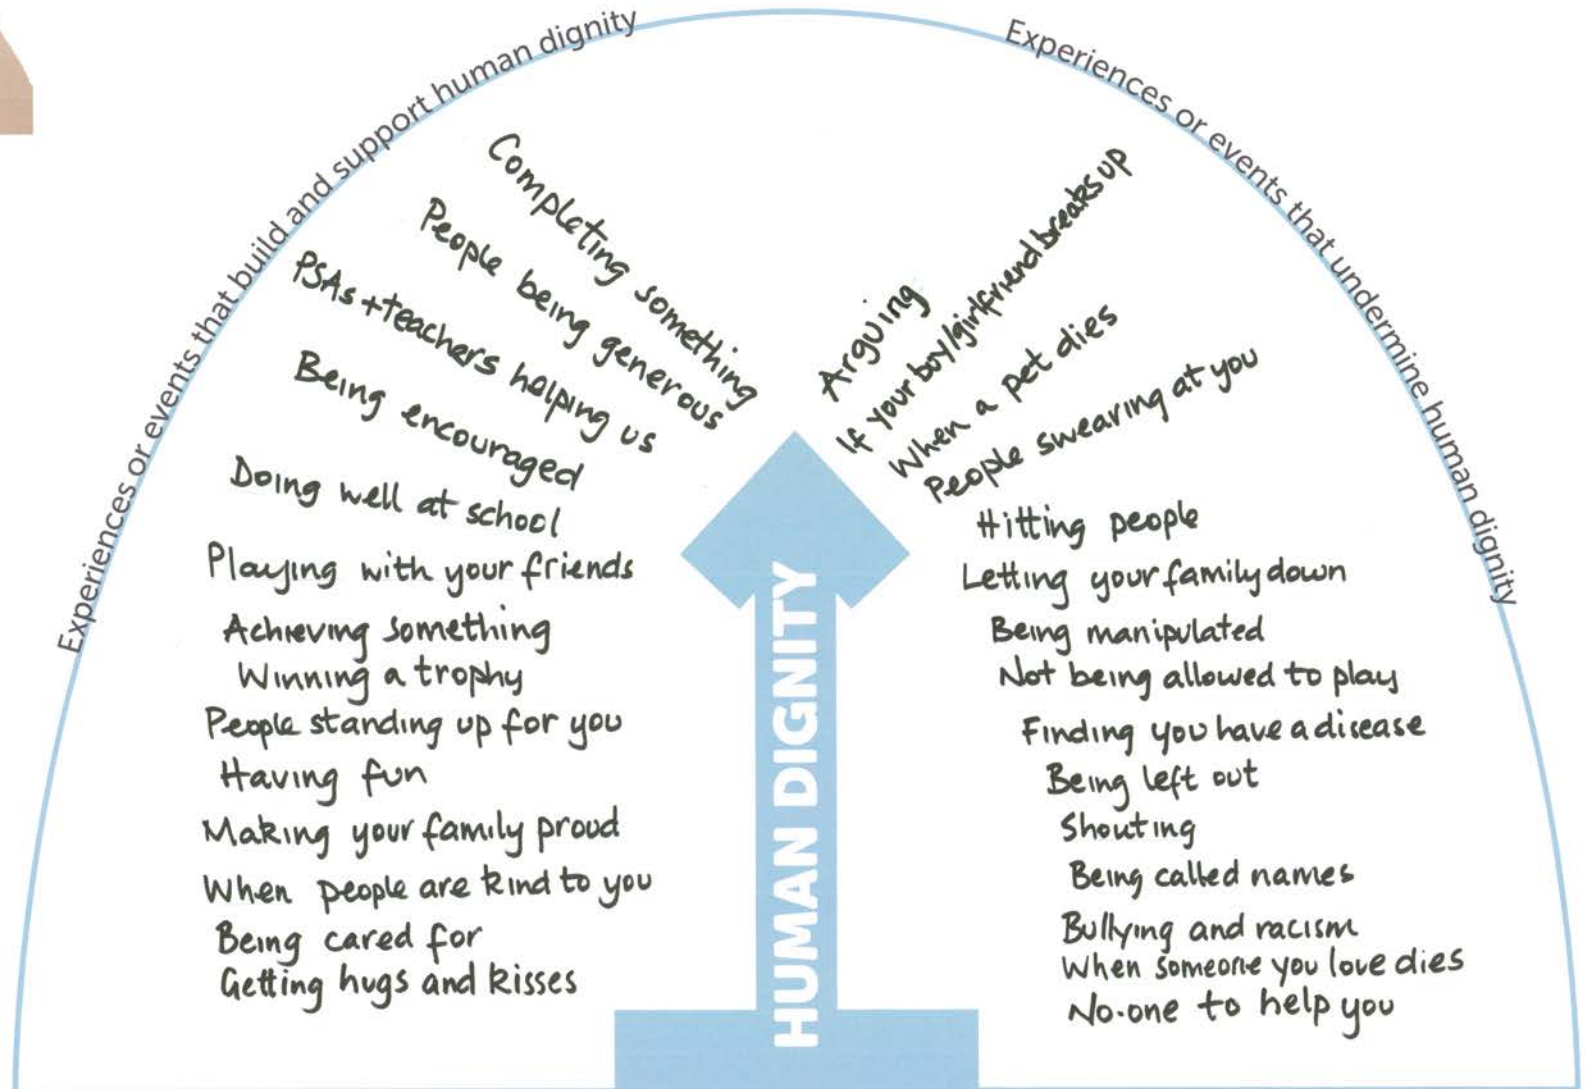 Experiences or events that build and support human dignity
Completing something
People being generous
PSAs + teachers helping us
Being encouraged
Doing well at school
Playing with your friends
Achieving something
Winning a trophy
People standing up for you
Having fun
Making your family proud
When people are kind to you
Being cared for
Getting hugs and kisses
HUMAN DIGNITY
Experiences or events that undermine human dignity
Arguing
If your boy/girlfriend breaks up
When a pet dies
People swearing at you
Hitting people
Letting your family down
Being manipulated
Not being allowed to play
Finding you have a disease
Being left out
Shouting
Being called names
Bullying and racism
When someone you love dies
No-one to help you